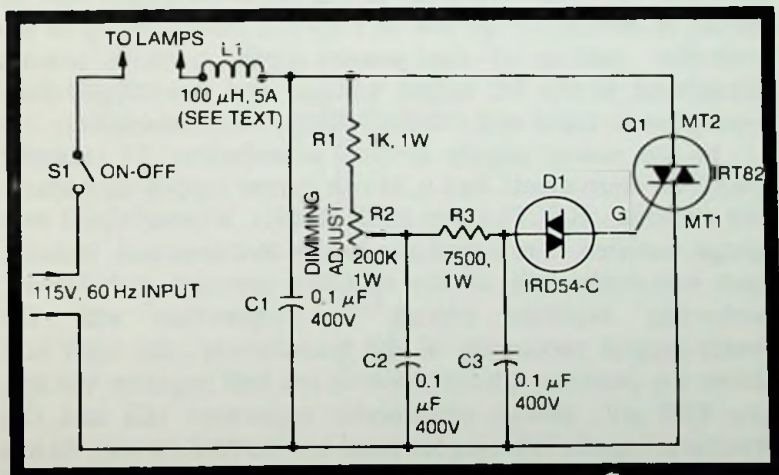 TO LAMPS
L1
100 μH, 5A
(SEE TEXT)
S1
ON-OFF
115V, 60 Hz INPUT
R1
1K, 1W
DIMMING
ADJUST
R2
200K
1W
R3
7500,
1W
D1
IRD54-C
G
Q1
MT2
IRT82
MT1
C1
0.1 μF
400V
C2
0.1
μF
400V
C3
0.1
μF
400V